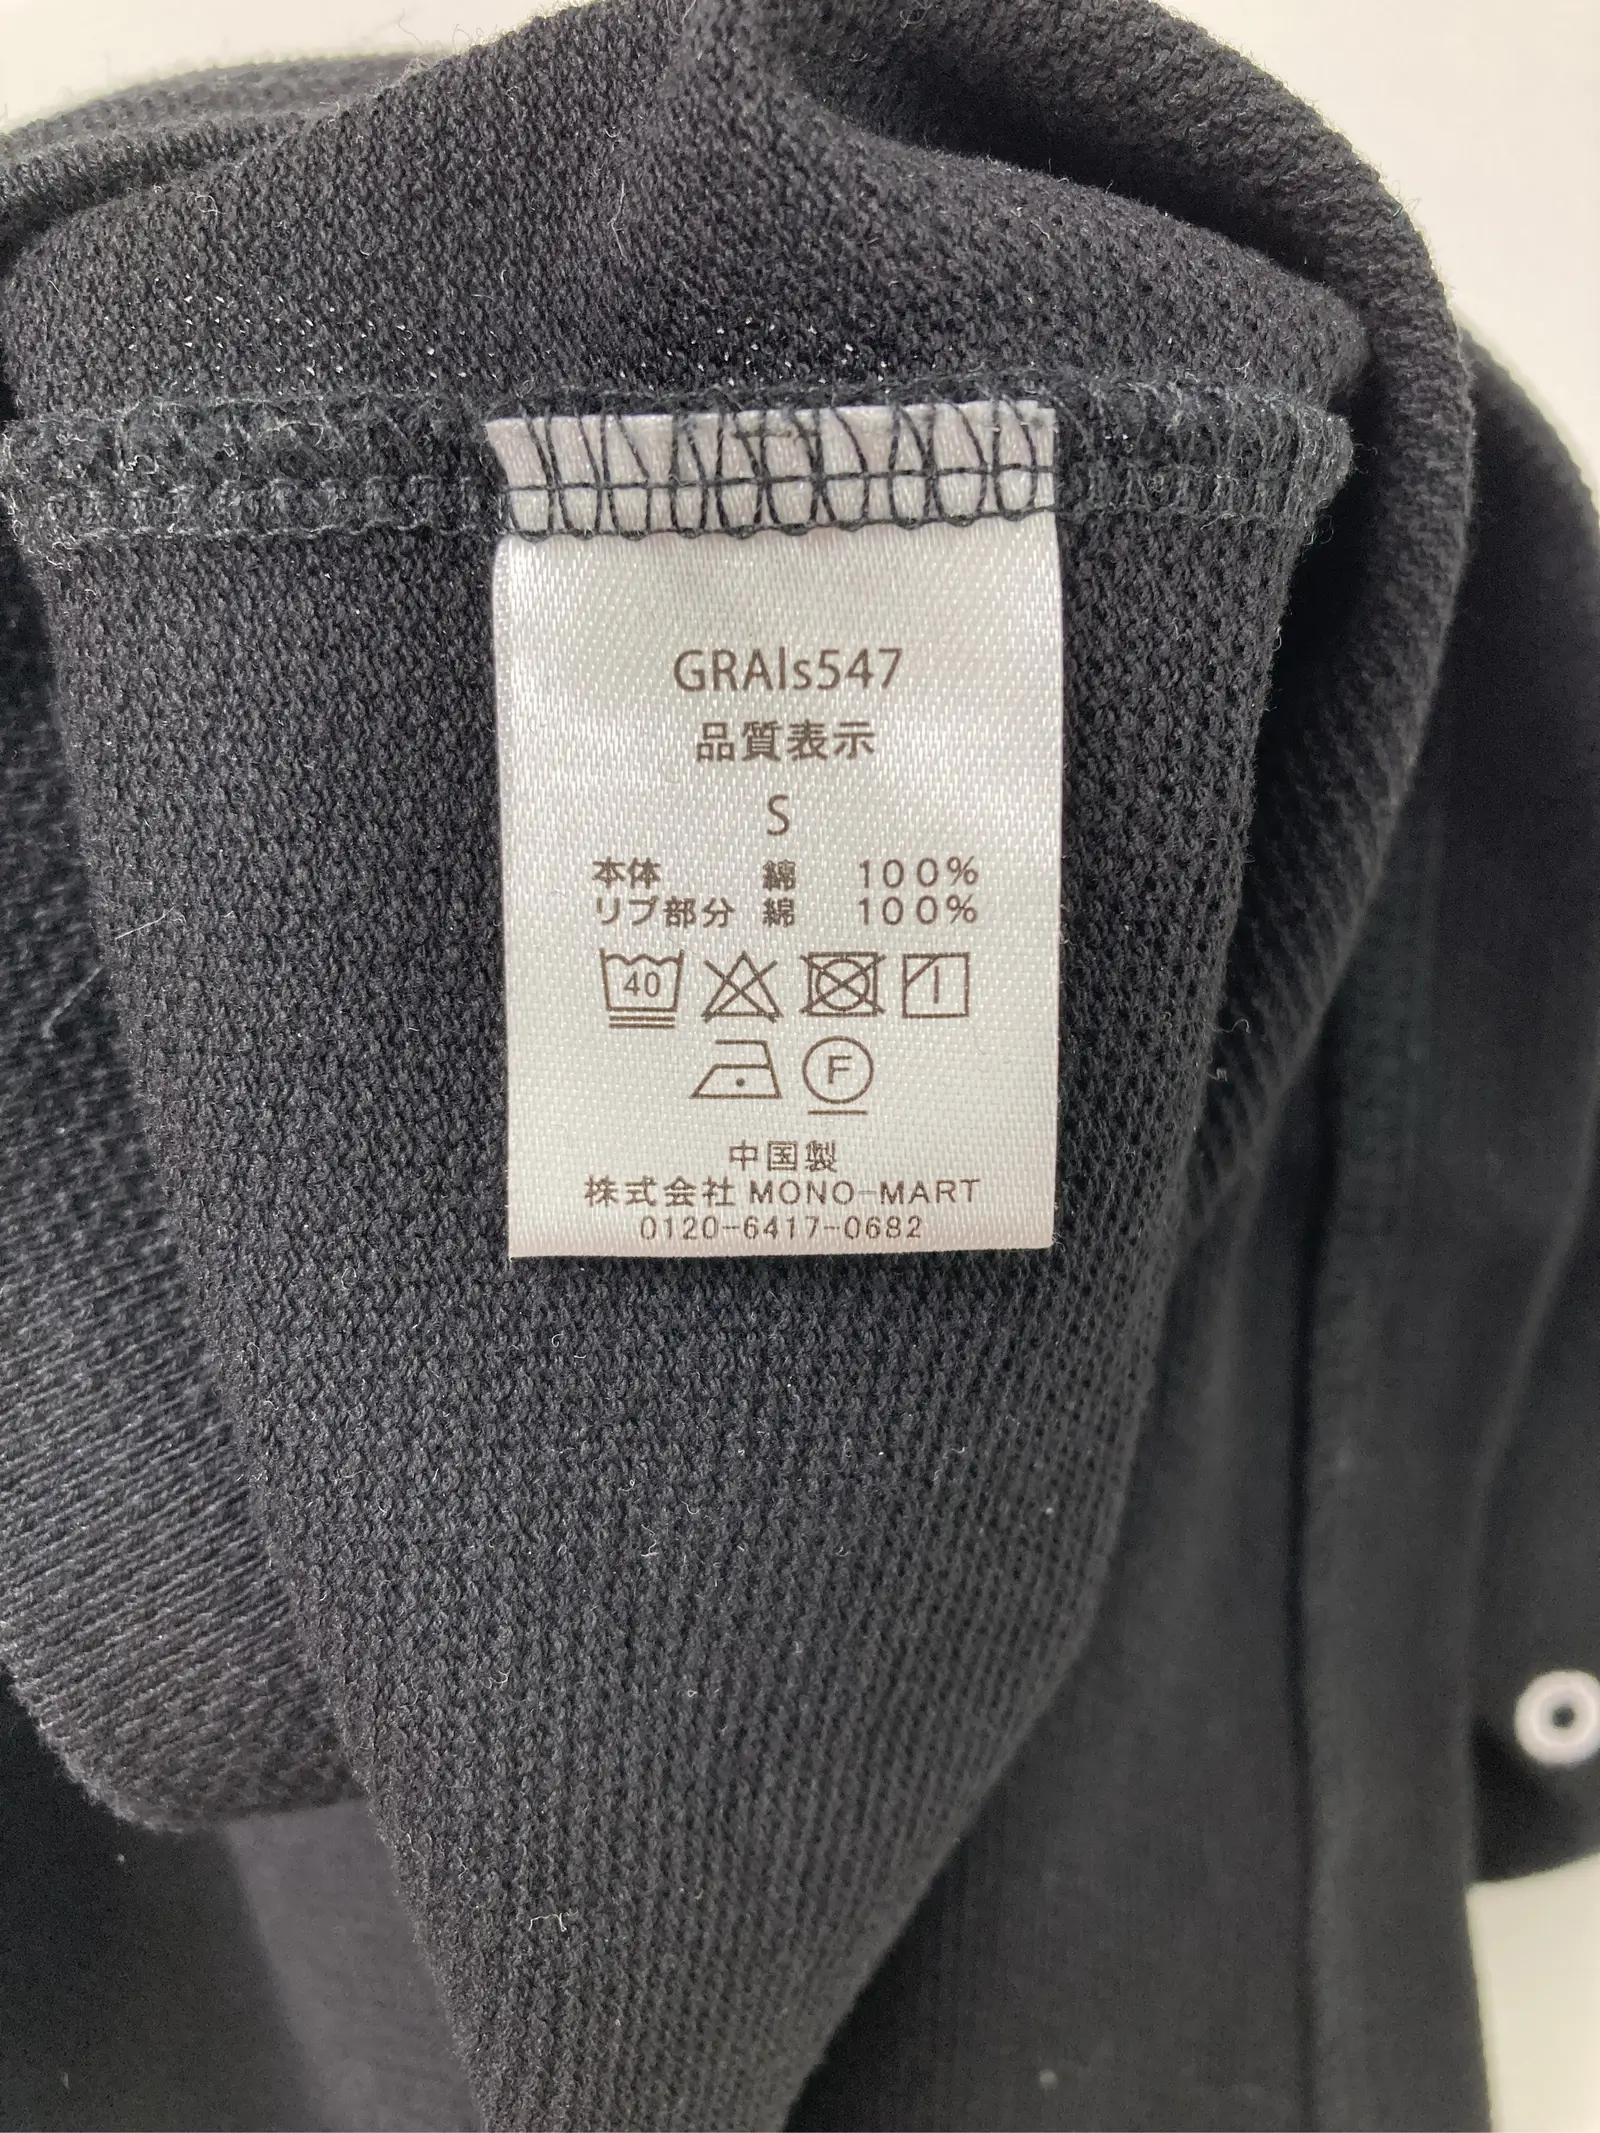 GRAls547
品質表示
S
本体 綿 100%
リブ部分 綿 100%
40
F
中国製
株式会社 MONO-MART
0120-6417-0682